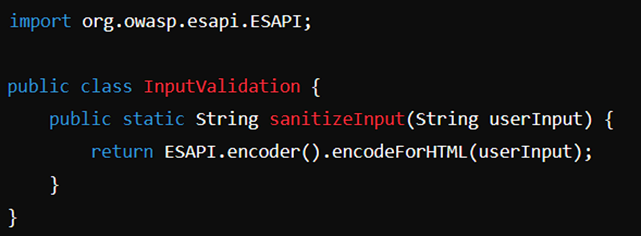 import org.owasp.esapi.ESAPI;

public class InputValidation {
    public static String sanitizeInput(String userInput) {
        return ESAPI.encoder().encodeForHTML(userInput);
    }
}